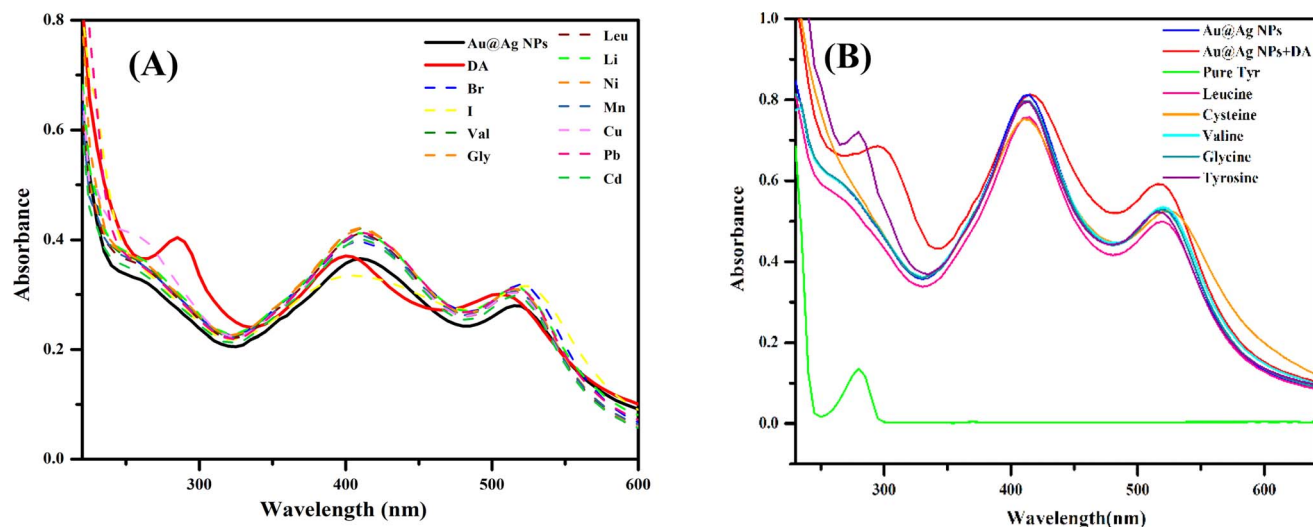 (A)
Au@Ag NPs
DA
Br
I
Val
Gly
Leu
Li
Ni
Mn
Cu
Pb
Cd
0.8
0.6
0.4
0.2
0.0
Absorbance
300
400
500
600
Wavelength (nm)
(B)
Au@Ag NPs
Au@Ag NPs+DA
Pure Tyr
Leucine
Cysteine
Valine
Glycine
Tyrosine
1.0
0.8
0.6
0.4
0.2
0.0
Absorbance
300
400
500
600
Wavelength(nm)